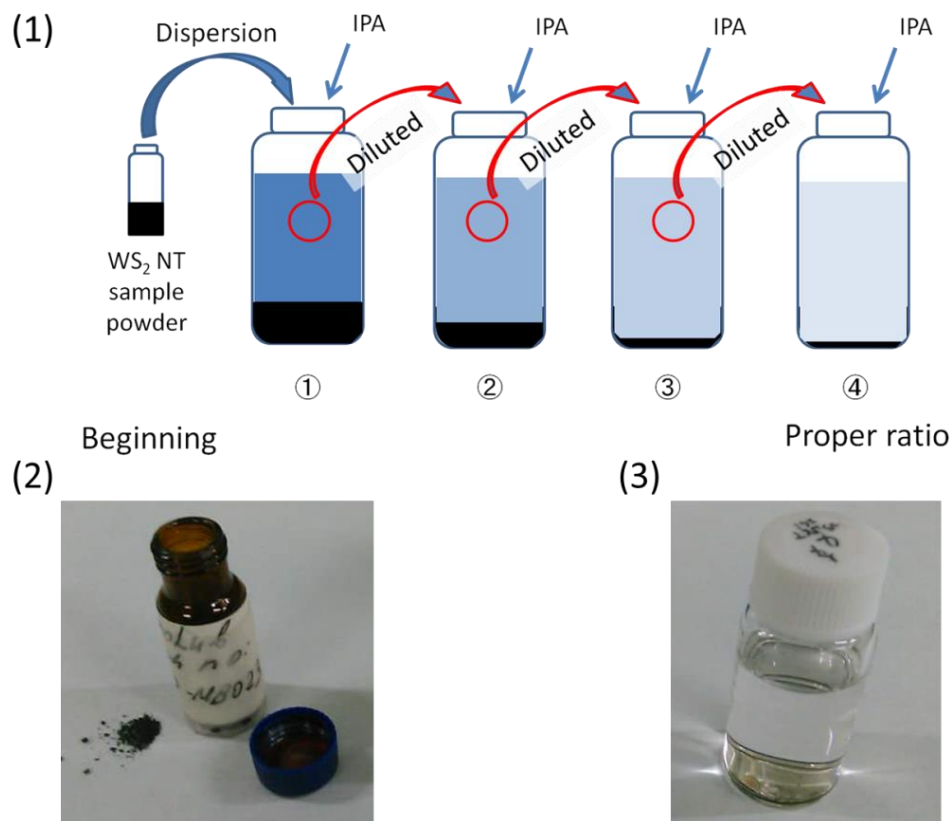 (1)
Dispersion
IPA
IPA
IPA
IPA
Diluted
Diluted
Diluted
WS₂ NT
sample
powder
①
②
③
④
Beginning
Proper ratio
(2)
(3)